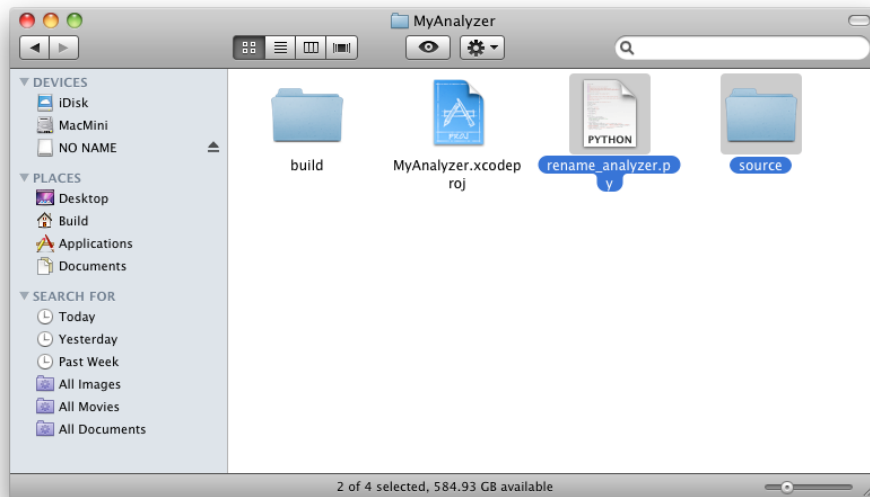 MyAnalyzer
DEVICES
iDisk
MacMini
NO NAME
PLACES
Desktop
Build
Applications
Documents
SEARCH FOR
Today
Yesterday
Past Week
All Images
All Movies
All Documents
build
MyAnalyzer.xcodep
roj
PYTHON
rename_analyzer.p
y
source
2 of 4 selected, 584.93 GB available